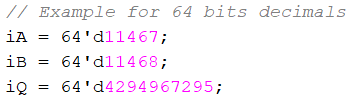 // Example for 64 bits decimals
iA = 64'd11467;
iB = 64'd11468;
iQ = 64'd4294967295;